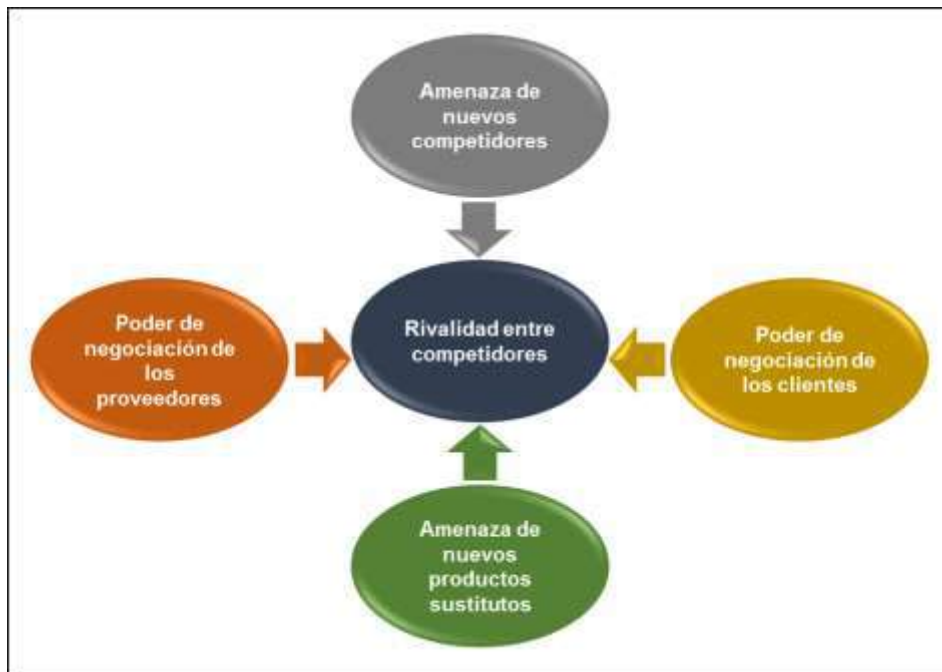 Amenaza de
nuevos
competidores
Poder de
negociación de
los
proveedores
Rivalidad entre
competidores
Poder de
negociación de
los clientes
Amenaza de
nuevos
productos
sustitutos